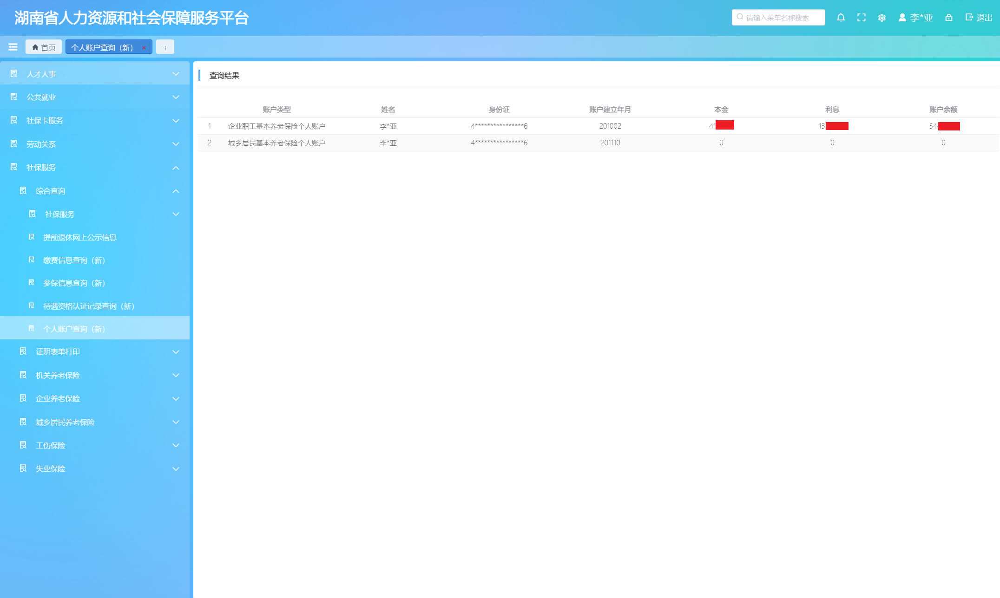 湖南省人力资源和社会保障服务平台
请输入菜单名称搜索
李*亚
退出
首页
个人账户查询（新） ×
+
人才人事
公共就业
社保卡服务
劳动关系
社保服务
综合查询
社保服务
提前退休网上公示信息
缴费信息查询（新）
参保信息查询（新）
待遇资格认证记录查询（新）
个人账户查询（新）
证明表单打印
机关养老保险
企业养老保险
城乡居民养老保险
工伤保险
失业保险
查询结果
账户类型 姓名 身份证 账户建立年月 本金 利息 账户余额
1 企业职工基本养老保险个人账户 李*亚 4****************6 201002 41 13 544
2 城乡居民基本养老保险个人账户 李*亚 4****************6 201110 0 0 0